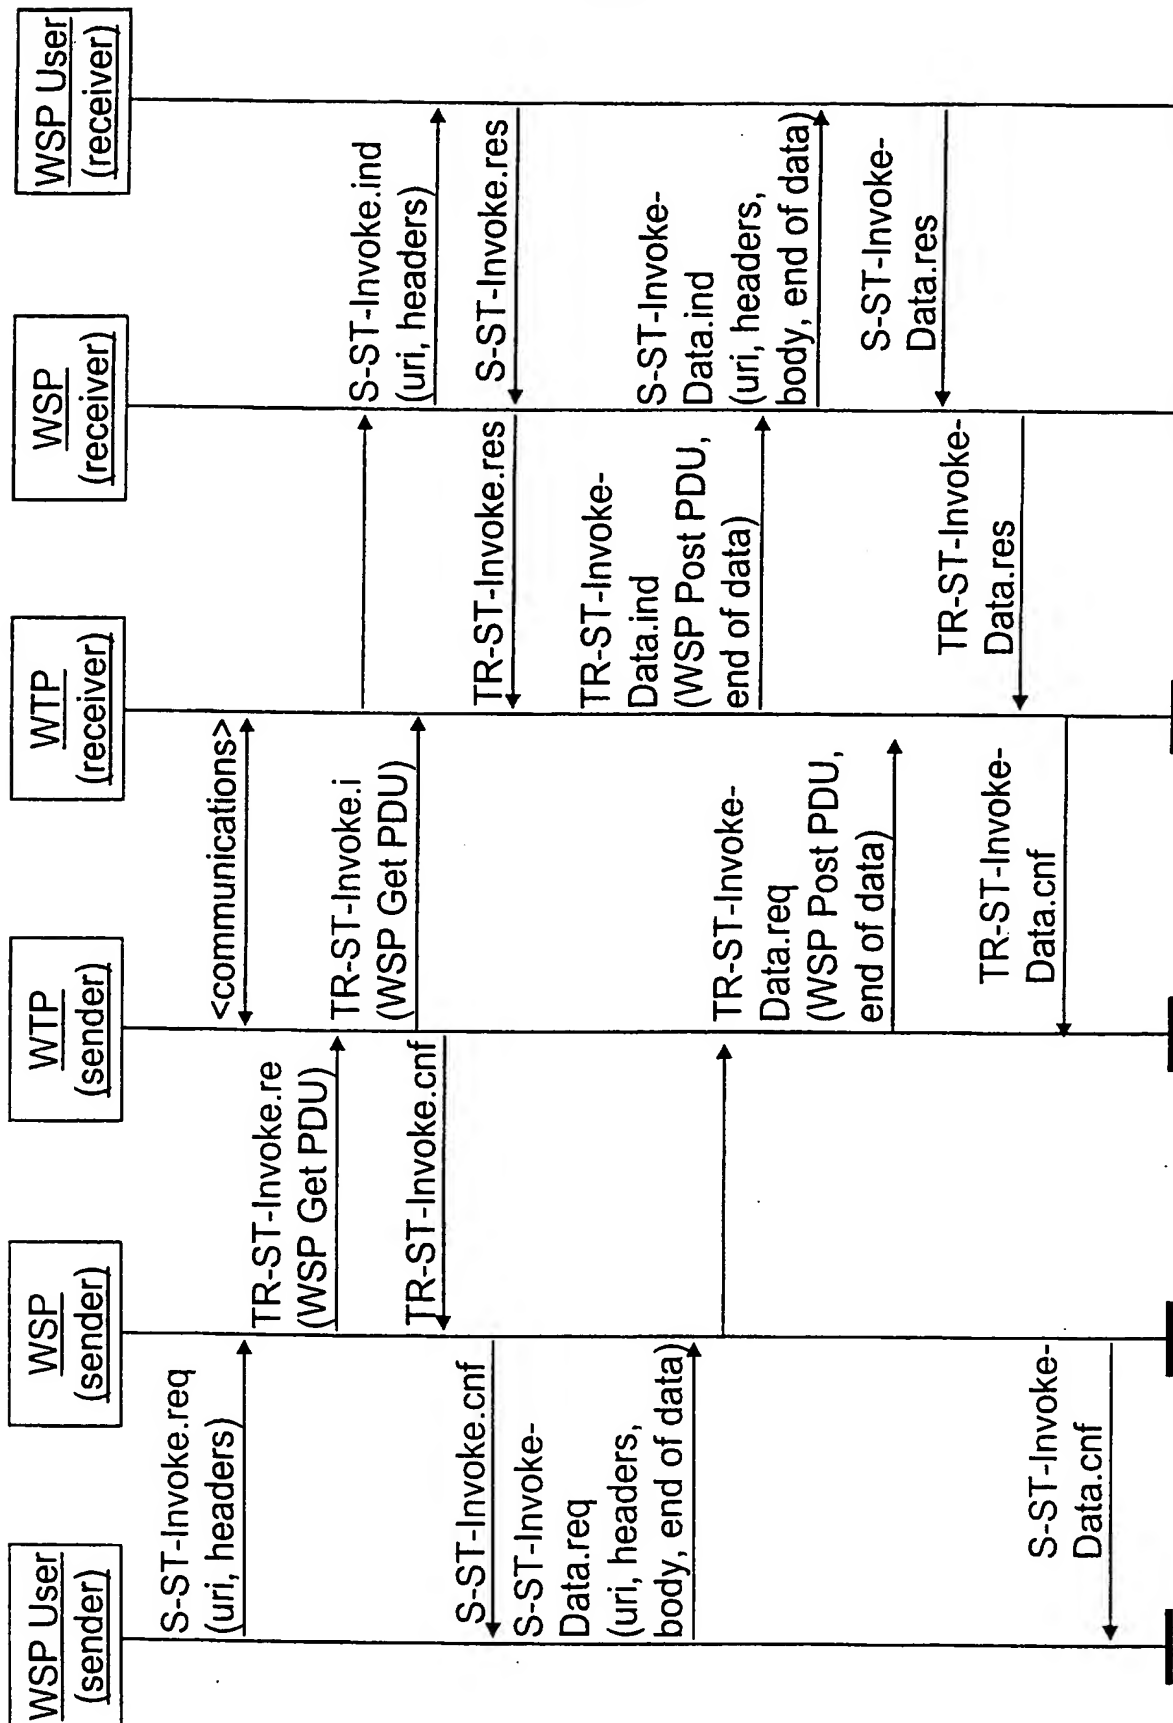 WSP User
(sender)
WSP
(sender)
WTP
(sender)
WTP
(receiver)
WSP
(receiver)
WSP User
(receiver)
S-ST-Invoke.req
(uri, headers)
<communications>
TR-ST-Invoke.re
(WSP Get PDU)
TR-ST-Invoke.i
(WSP Get PDU)
S-ST-Invoke.ind
(uri, headers)
TR-ST-Invoke.cnf
S-ST-Invoke.cnf
TR-ST-Invoke.res
S-ST-Invoke.res
S-ST-Invoke-
Data.req
(uri, headers,
body, end of data)
TR-ST-Invoke-
Data.req
(WSP Post PDU,
end of data)
TR-ST-Invoke-
Data.ind
(WSP Post PDU,
end of data)
S-ST-Invoke-
Data.ind
(uri, headers,
body, end of data)
S-ST-Invoke-
Data.res
TR-ST-Invoke-
Data.res
TR-ST-Invoke-
Data.cnf
S-ST-Invoke-
Data.cnf